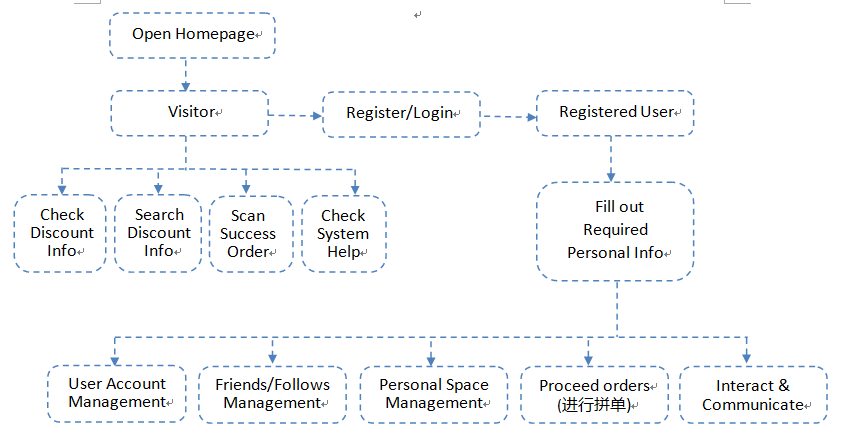 Open Homepage
Visitor
Register/Login
Registered User
Check
Discount
Info
Search
Discount
Info
Scan
Success
Order
Check
System
Help
Fill out
Required
Personal Info
User Account
Management
Friends/Follows
Management
Personal Space
Management
Proceed orders
(进行拼单)
Interact &
Communicate